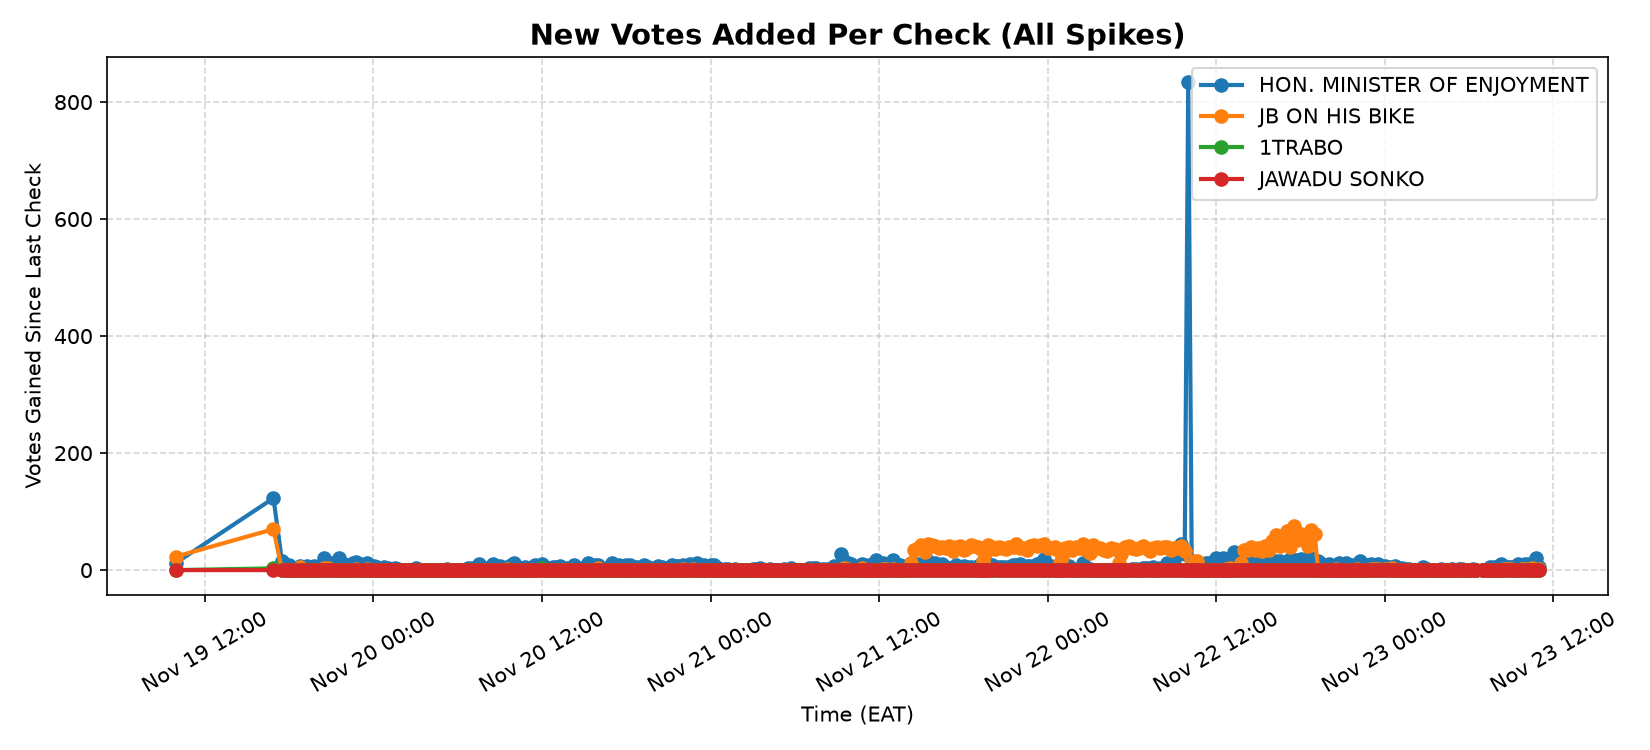 New Votes Added Per Check (All Spikes)
HON. MINISTER OF ENJOYMENT
JB ON HIS BIKE
1TRABO
JAWADU SONKO
Votes Gained Since Last Check
800
600
400
200
0
Nov 19 12:00
Nov 20 00:00
Nov 20 12:00
Nov 21 00:00
Nov 21 12:00
Nov 22 00:00
Nov 22 12:00
Nov 23 00:00
Nov 23 12:00
Time (EAT)